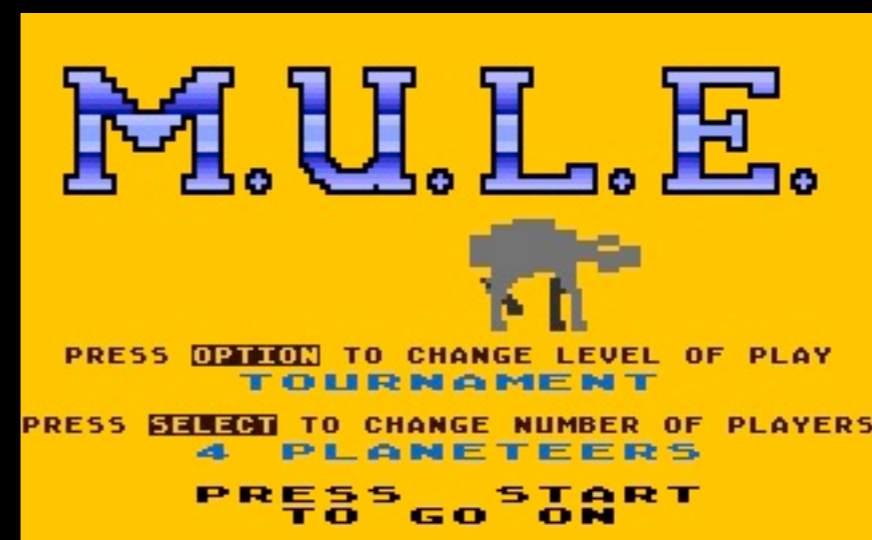 M.U.L.E.
PRESS OPTION TO CHANGE LEVEL OF PLAY
TOURNAMENT
PRESS SELECT TO CHANGE NUMBER OF PLAYERS
4 PLANETEERS
PRESS START
TO GO ON